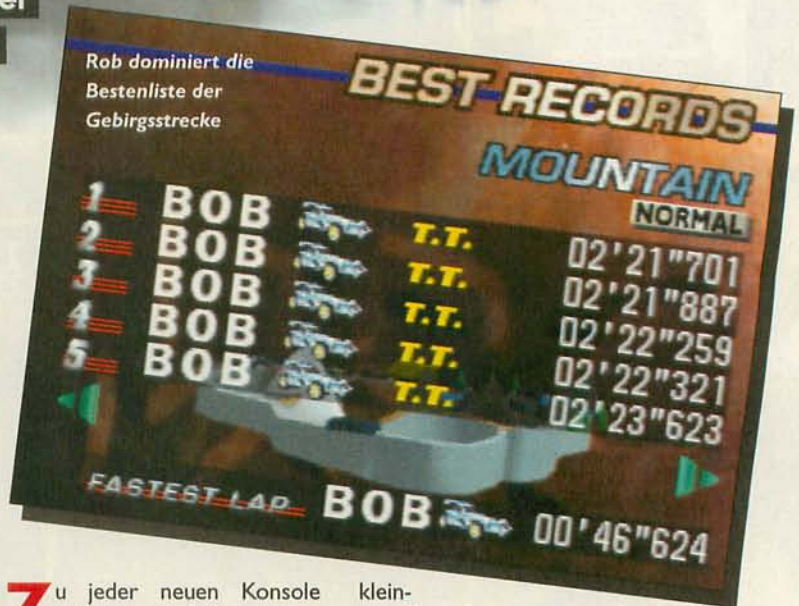 Rob dominiert die
Bestenliste der
Gebirgsstrecke
BEST RECORDS
MOUNTAIN
NORMAL
1 BOB T.T. 02'21"701
2 BOB T.T. 02'21"887
3 BOB T.T. 02'22"259
4 BOB T.T. 02'22"321
5 BOB T.T. 02'23"623
FASTEST LAP BOB 00'46"624
Zu jeder neuen Konsole klein-